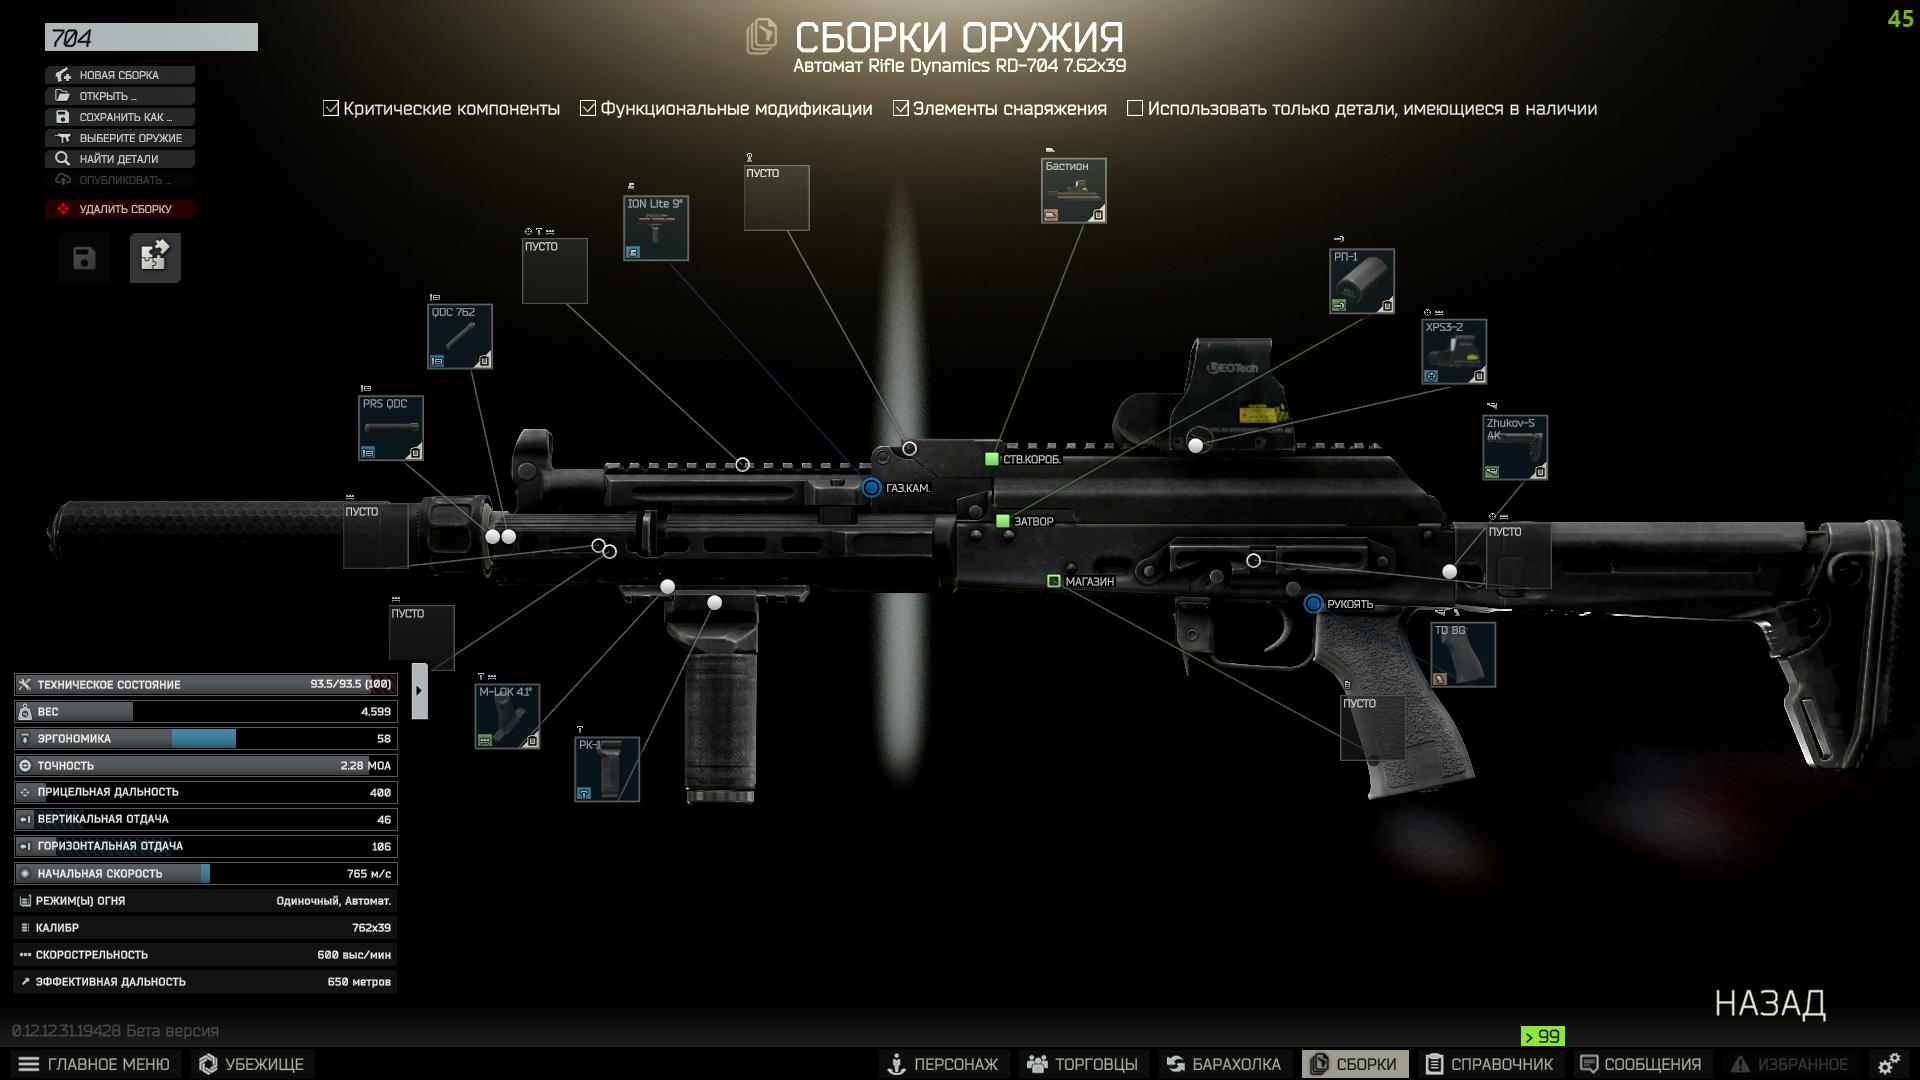 45
704
СБОРКИ ОРУЖИЯ
Автомат Rifle Dynamics RD-704 7.62x39
НОВАЯ СБОРКА
ОТКРЫТЬ ...
СОХРАНИТЬ КАК ...
ВЫБЕРИТЕ ОРУЖИЕ
НАЙТИ ДЕТАЛИ
ОПУБЛИКОВАТЬ ...
УДАЛИТЬ СБОРКУ
Критические компоненты
Функциональные модификации
Элементы снаряжения
Использовать только детали, имеющиеся в наличии
ПУСТО
Бастион
ION Lite 9"
ПУСТО
РП-1
QDC 762
XPS3-2
EOTech
PRS QDC
Zhukov-S
AK
СТВ.КОРОБ.
ГАЗ.КАМ.
ПУСТО
ЗАТВОР
ПУСТО
МАГАЗИН
РУКОЯТЬ
ПУСТО
TD BG
M-LOK 4.1"
ПУСТО
РК-1
ТЕХНИЧЕСКОЕ СОСТОЯНИЕ 93.5/93.5 (100)
ВЕС 4.599
ЭРГОНОМИКА 58
ТОЧНОСТЬ 2.28 МОА
ПРИЦЕЛЬНАЯ ДАЛЬНОСТЬ 400
ВЕРТИКАЛЬНАЯ ОТДАЧА 46
ГОРИЗОНТАЛЬНАЯ ОТДАЧА 106
НАЧАЛЬНАЯ СКОРОСТЬ 765 м/с
РЕЖИМ(Ы) ОГНЯ Одиночный, Автомат.
КАЛИБР 762x39
СКОРОСТРЕЛЬНОСТЬ 600 выс/мин
ЭФФЕКТИВНАЯ ДАЛЬНОСТЬ 650 метров
НАЗАД
0.12.12.31.19428 Бета версия
> 99
ГЛАВНОЕ МЕНЮ
УБЕЖИЩЕ
ПЕРСОНАЖ
ТОРГОВЦЫ
БАРАХОЛКА
СБОРКИ
СПРАВОЧНИК
СООБЩЕНИЯ
ИЗБРАННОЕ